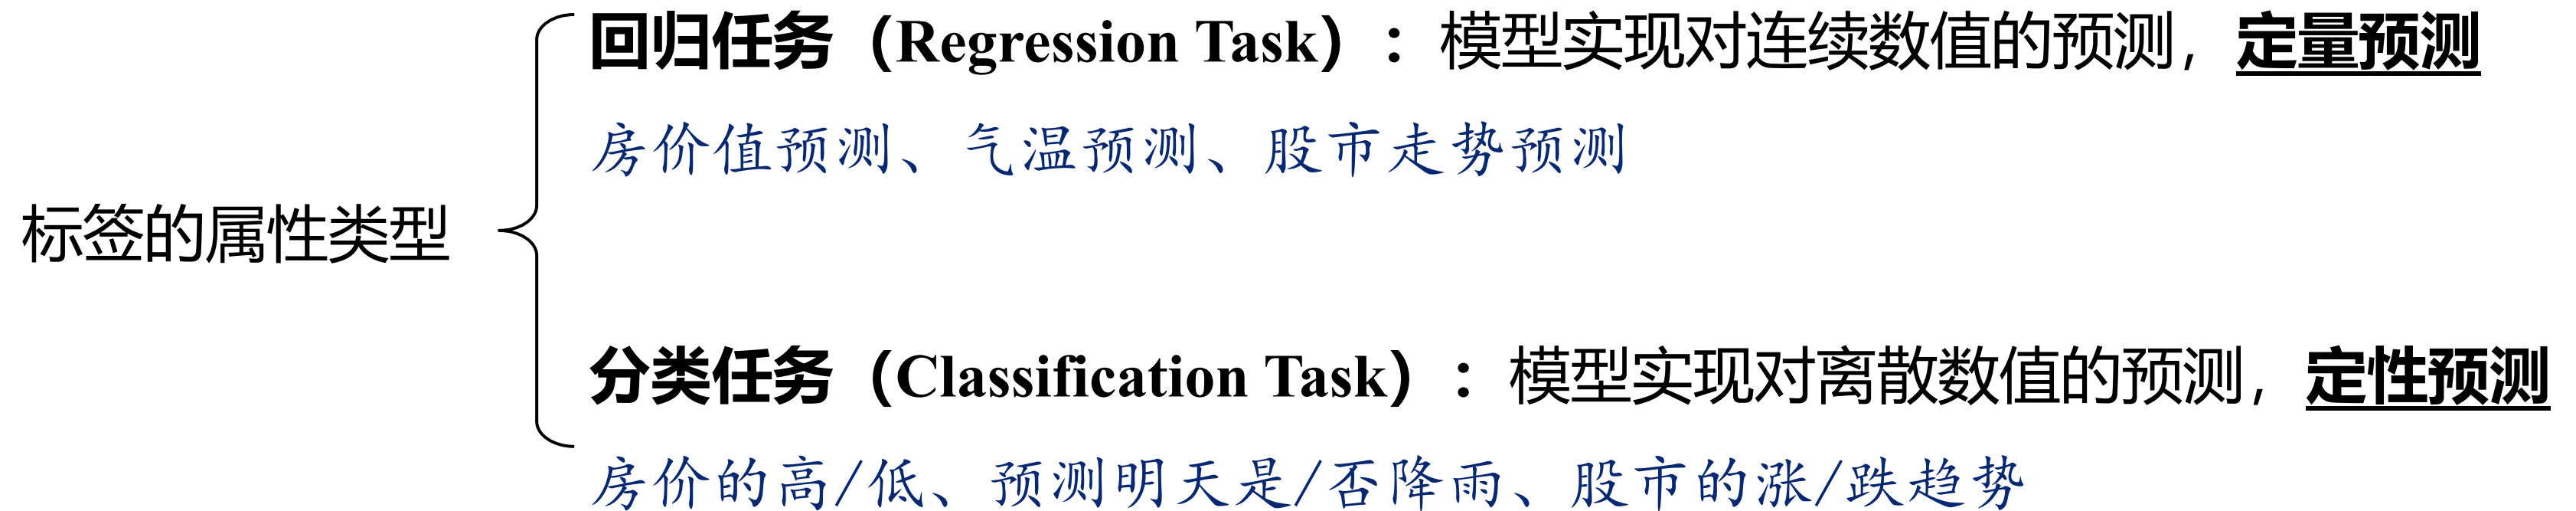 回归任务（Regression Task）：模型实现对连续数值的预测，定量预测
房价值预测、气温预测、股市走势预测
标签的属性类型
分类任务（Classification Task）：模型实现对离散数值的预测，定性预测
房价的高/低、预测明天是/否降雨、股市的涨/跌趋势